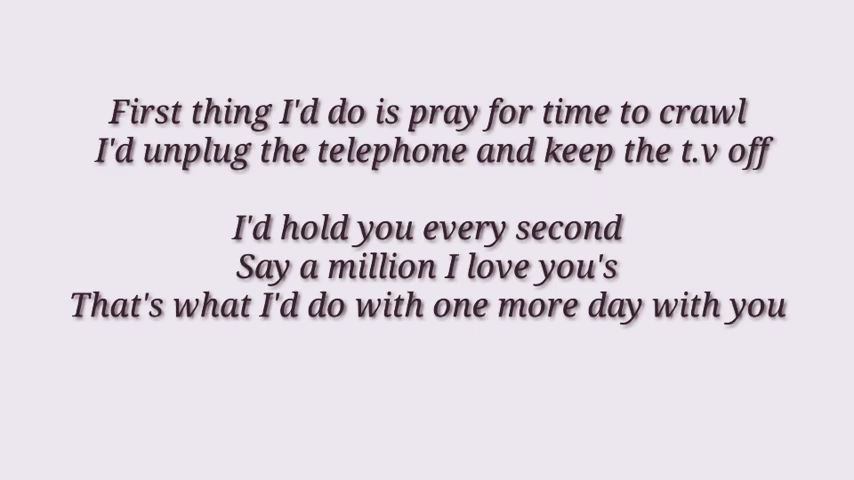 First thing I'd do is pray for time to crawl
I'd unplug the telephone and keep the t.v off
I'd hold you every second
Say a million I love you's
That's what I'd do with one more day with you